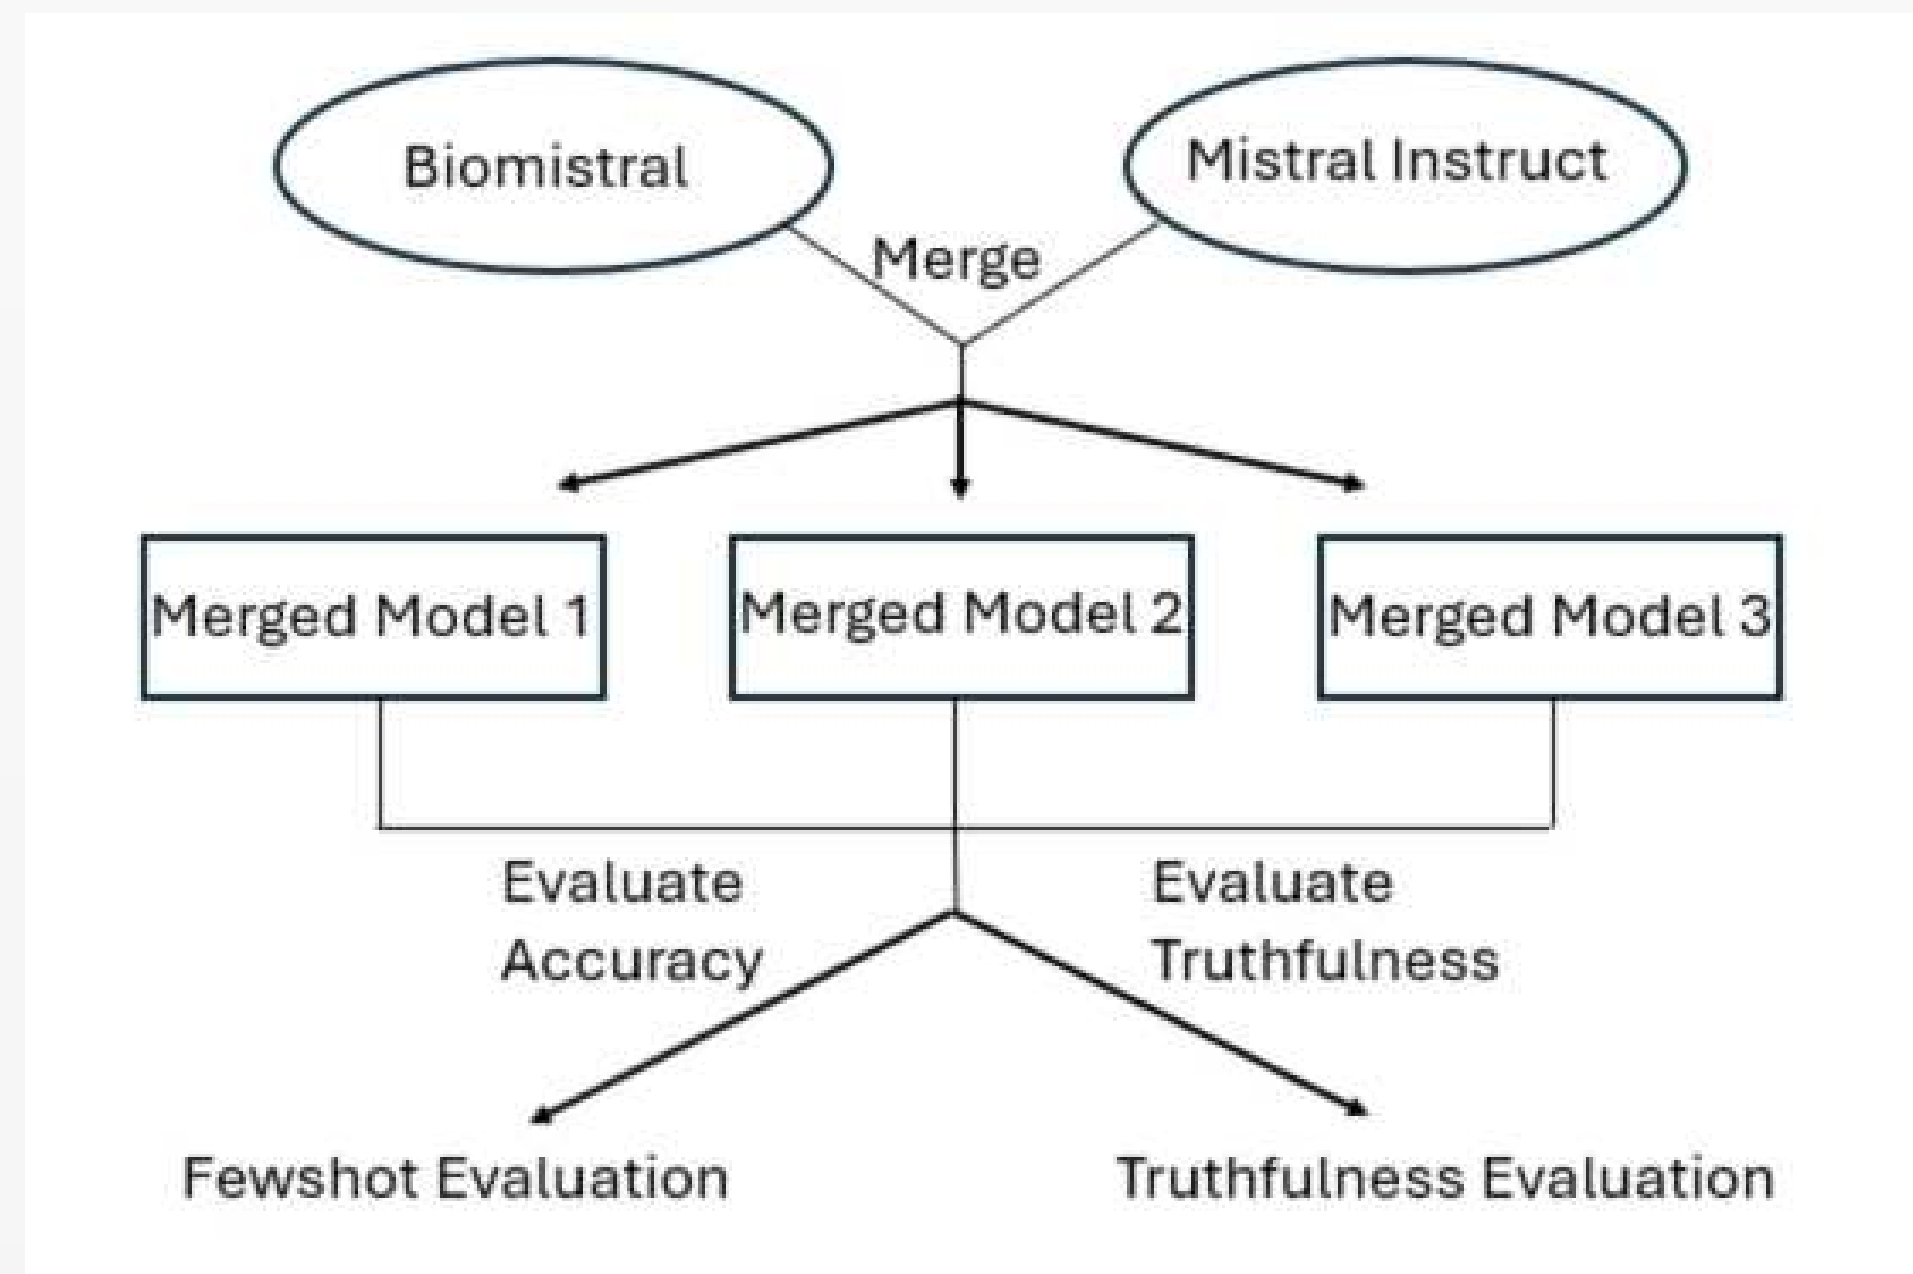 Biomistral
Mistral Instruct
Merge
Merged Model 1
Merged Model 2
Merged Model 3
Evaluate
Accuracy
Evaluate
Truthfulness
Fewshot Evaluation
Truthfulness Evaluation